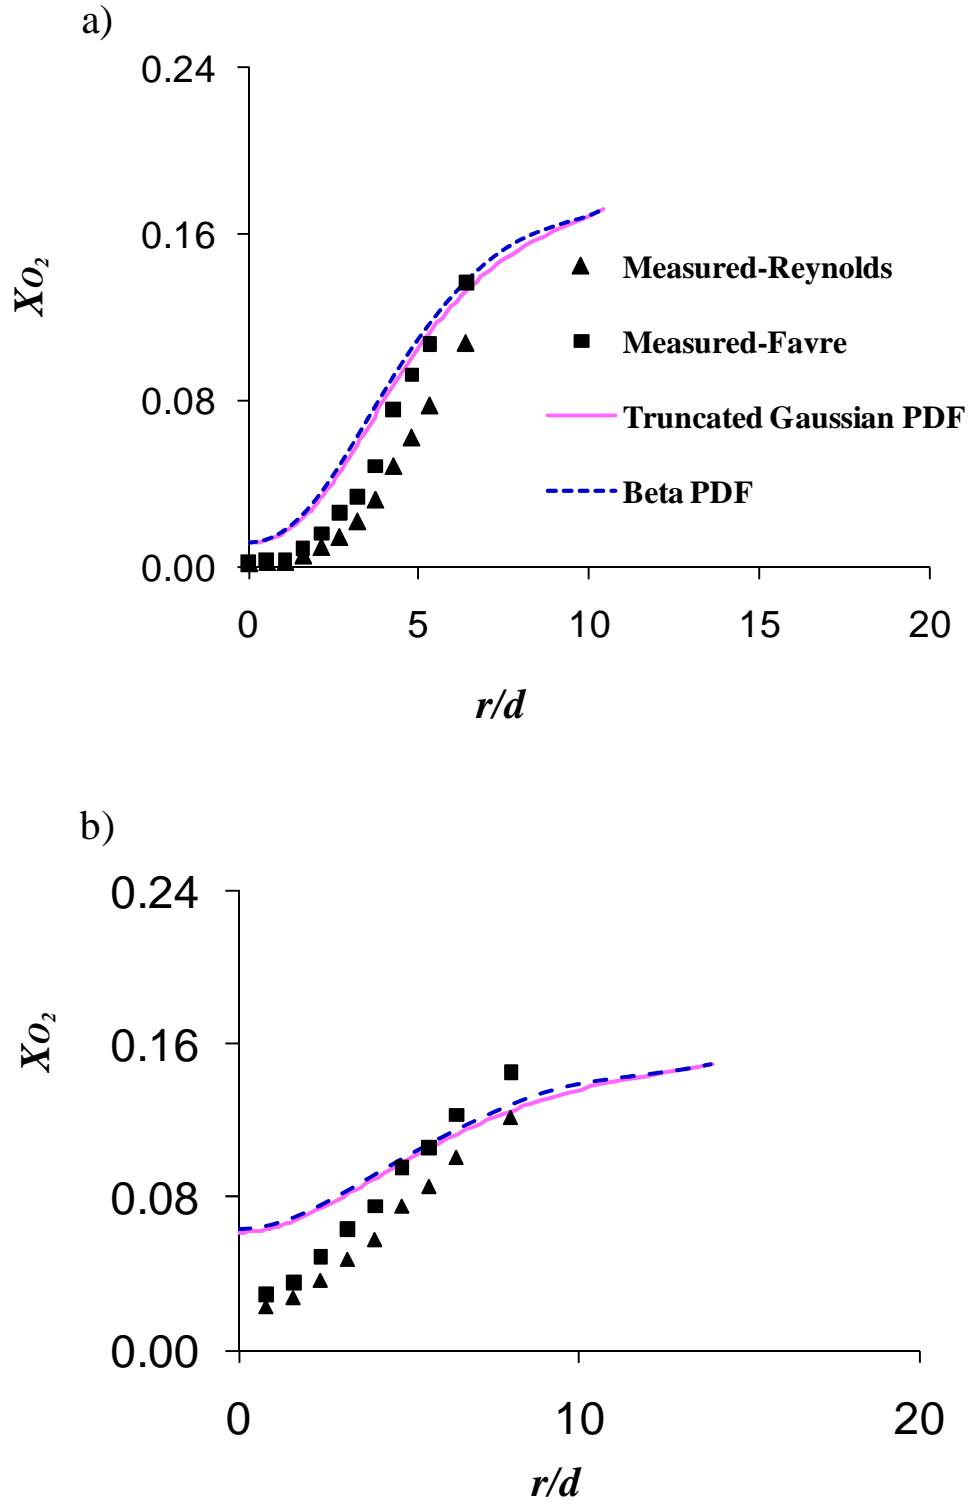 a)
0.24
0.16
0.08
0.00
XO2
0 5 10 15 20
r/d
Measured-Reynolds
Measured-Favre
Truncated Gaussian PDF
Beta PDF
b)
0.24
0.16
0.08
0.00
XO2
0 10 20
r/d